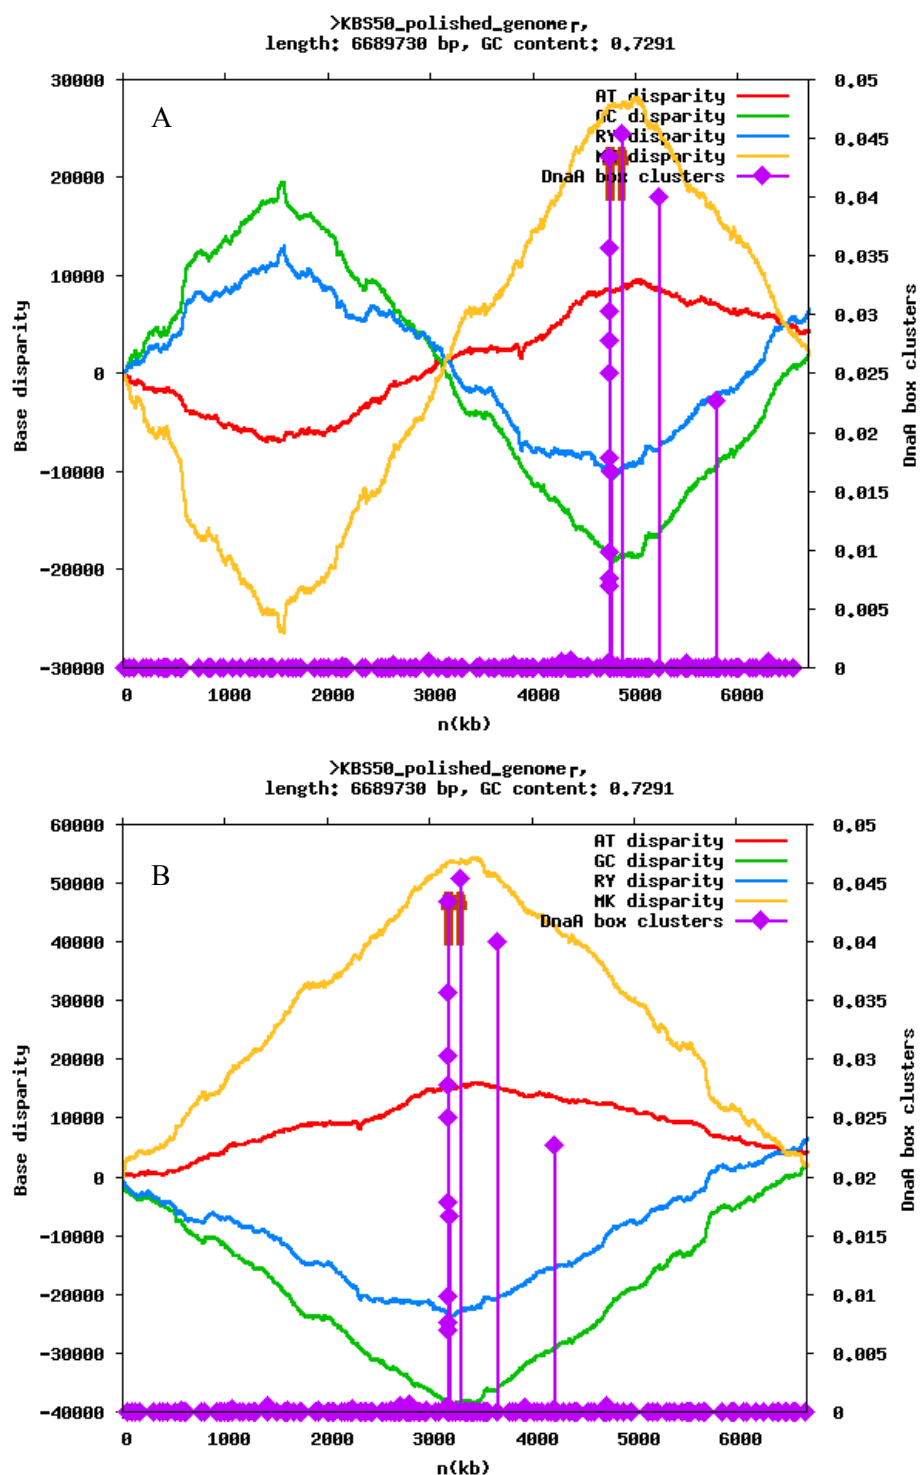 >KBS50_polished_genomer,
length: 6689730 bp, GC content: 0.7291
A
AT disparity
GC disparity
RY disparity
MK disparity
DnaA box clusters
30000
20000
10000
0
-10000
-20000
-30000
Base disparity
0.05
0.045
0.04
0.035
0.03
0.025
0.02
0.015
0.01
0.005
0
DnaA box clusters
0 1000 2000 3000 4000 5000 6000
n(kb)
>KBS50_polished_genomer,
length: 6689730 bp, GC content: 0.7291
B
AT disparity
GC disparity
RY disparity
MK disparity
DnaA box clusters
60000
50000
40000
30000
20000
10000
0
-10000
-20000
-30000
-40000
Base disparity
0.05
0.045
0.04
0.035
0.03
0.025
0.02
0.015
0.01
0.005
0
DnaA box clusters
0 1000 2000 3000 4000 5000 6000
n(kb)